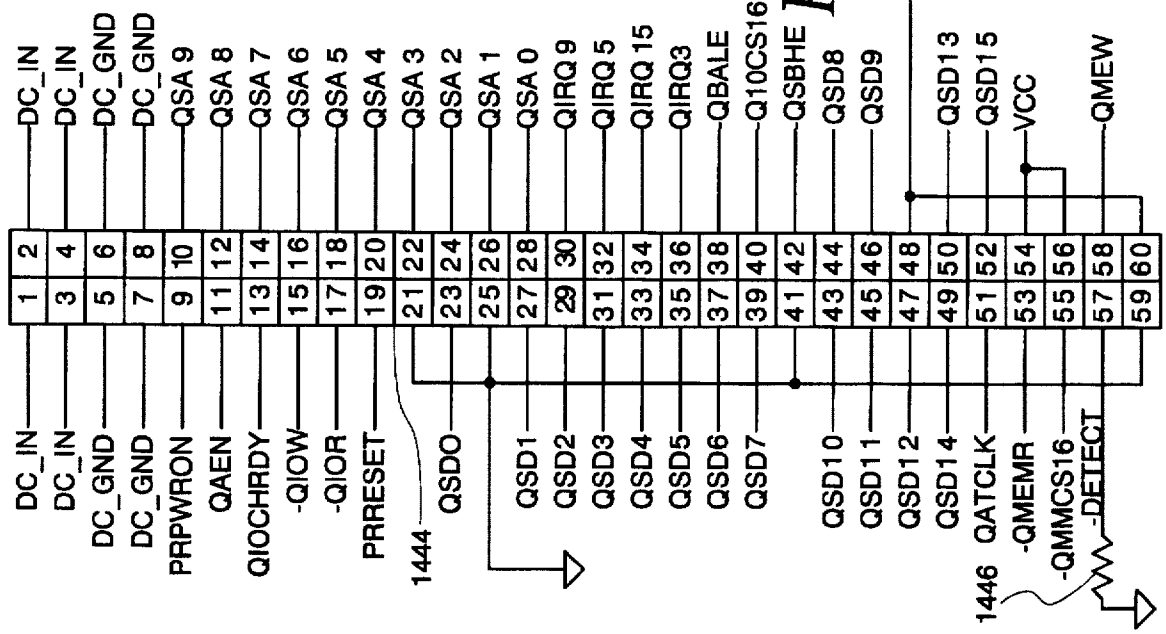 DC_IN 1 2 DC_IN
DC_IN 3 4 DC_IN
DC_GND 5 6 DC_GND
DC_GND 7 8 DC_GND
PRPWRON 9 10 QSA 9
QAEN 11 12 QSA 8
QIOCHRDY 13 14 QSA 7
-QIOW 15 16 QSA 6
-QIOR 17 18 QSA 5
PRRESET 19 20 QSA 4
1444 21 22 QSA 3
QSDO 23 24 QSA 2
25 26 QSA 1
QSD1 27 28 QSA 0
QSD2 29 30 QIRQ 9
QSD3 31 32 QIRQ 5
QSD4 33 34 QIRQ 15
QSD5 35 36 QIRQ3
QSD6 37 38 QBALE
QSD7 39 40 Q10CS16
41 42 QSBHE
QSD10 43 44 QSD8
QSD11 45 46 QSD9
QSD12 47 48
QSD14 49 50 QSD13
QATCLK 51 52 QSD15
-QMEMR 53 54 VCC
-QMMCS16 55 56
1446 -DETECT 57 58 QMEW
59 60